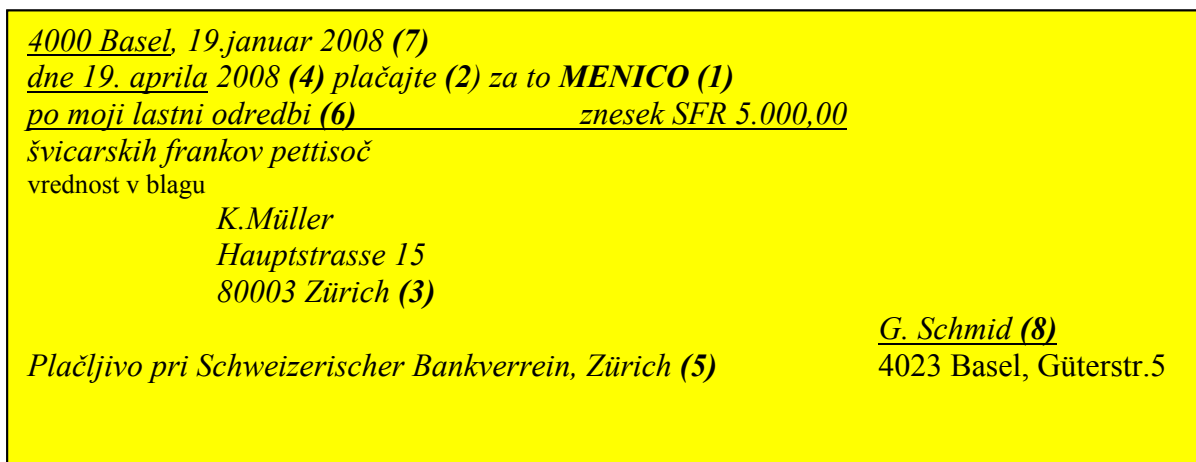 4000 Basel, 19.januar 2008 (7)
dne 19. aprila 2008 (4) plačajte (2) za to MENICO (1)
po moji lastni odredbi (6) znesek SFR 5.000,00
švicarskih frankov pettisoč
vrednost v blagu
K.Müller
Hauptstrasse 15
80003 Zürich (3)
G. Schmid (8)
Plačljivo pri Schweizerischer Bankverrein, Zürich (5) 4023 Basel, Güterstr.5